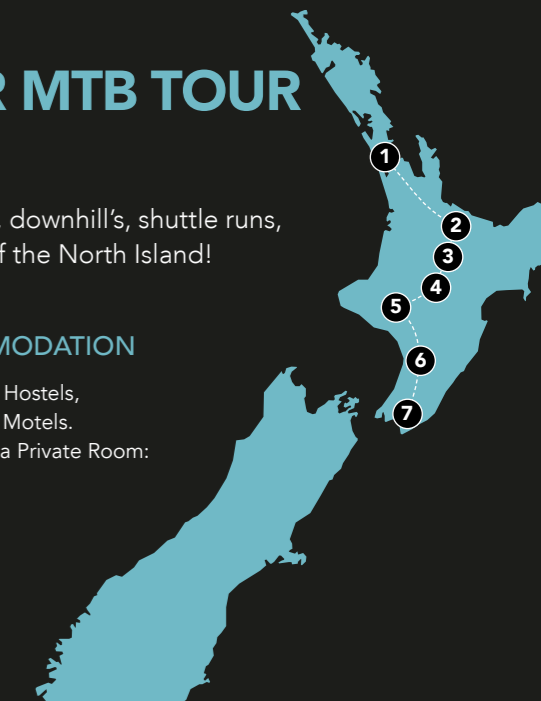 R MTB TOUR
, downhill's, shuttle runs,
f the North Island!
MODATION
Hostels,
Motels.
a Private Room:
1
2
3
4
5
6
7